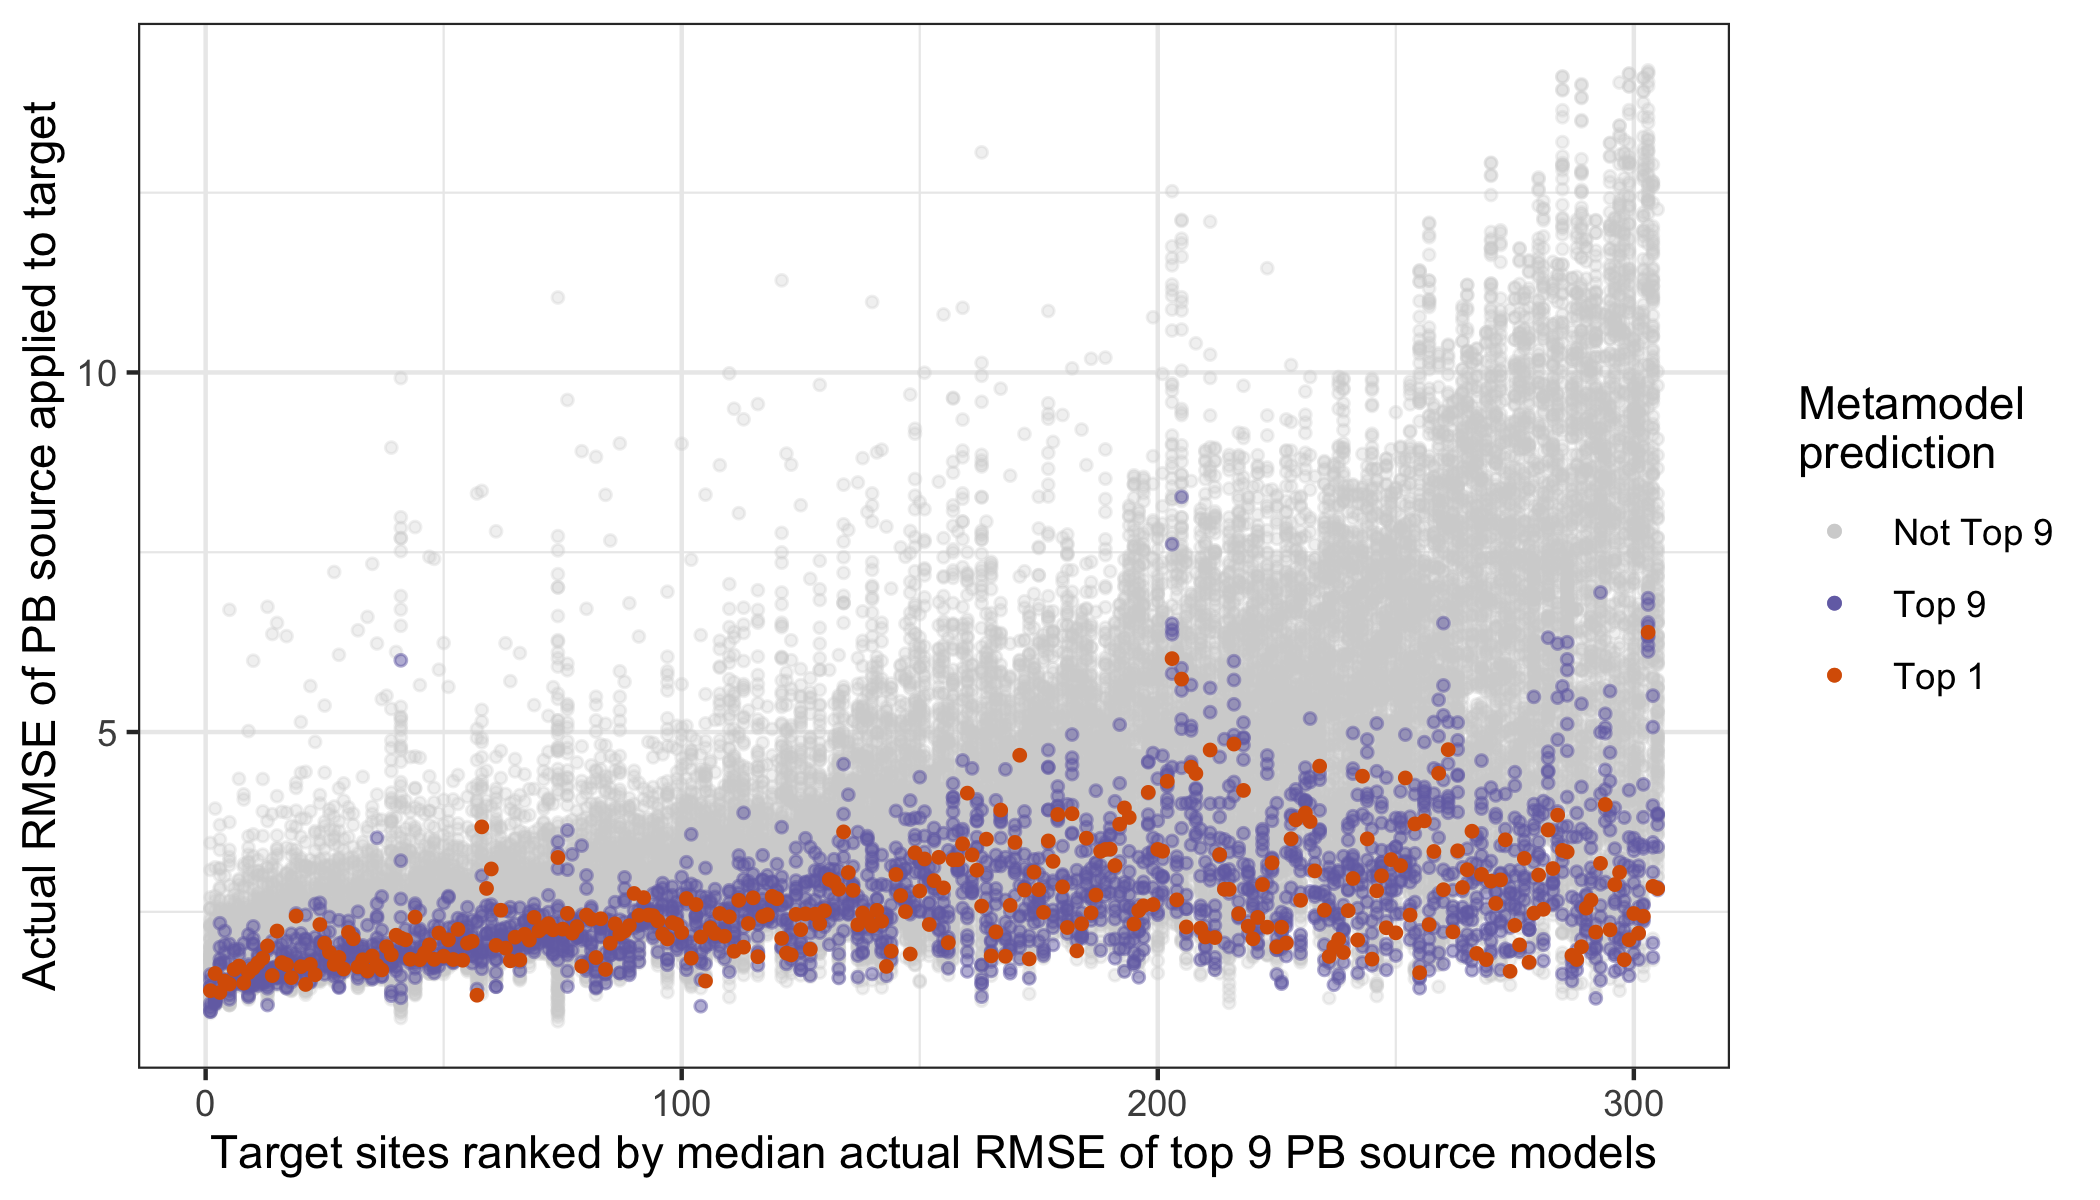 Actual RMSE of PB source applied to target
10
5
0
100
200
300
Target sites ranked by median actual RMSE of top 9 PB source models
Metamodel
prediction
Not Top 9
Top 9
Top 1